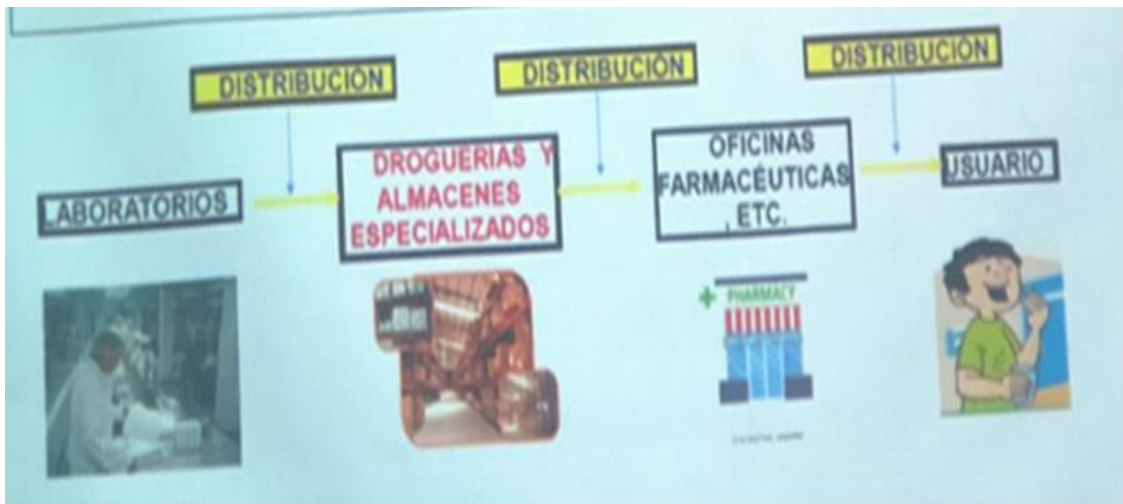 DISTRIBUCIÓN
DISTRIBUCIÓN
DISTRIBUCIÓN
LABORATORIOS
DROGUERIAS Y
ALMACENES
ESPECIALIZADOS
OFICINAS
FARMACÉUTICAS
, ETC.
USUARIO
PHARMACY